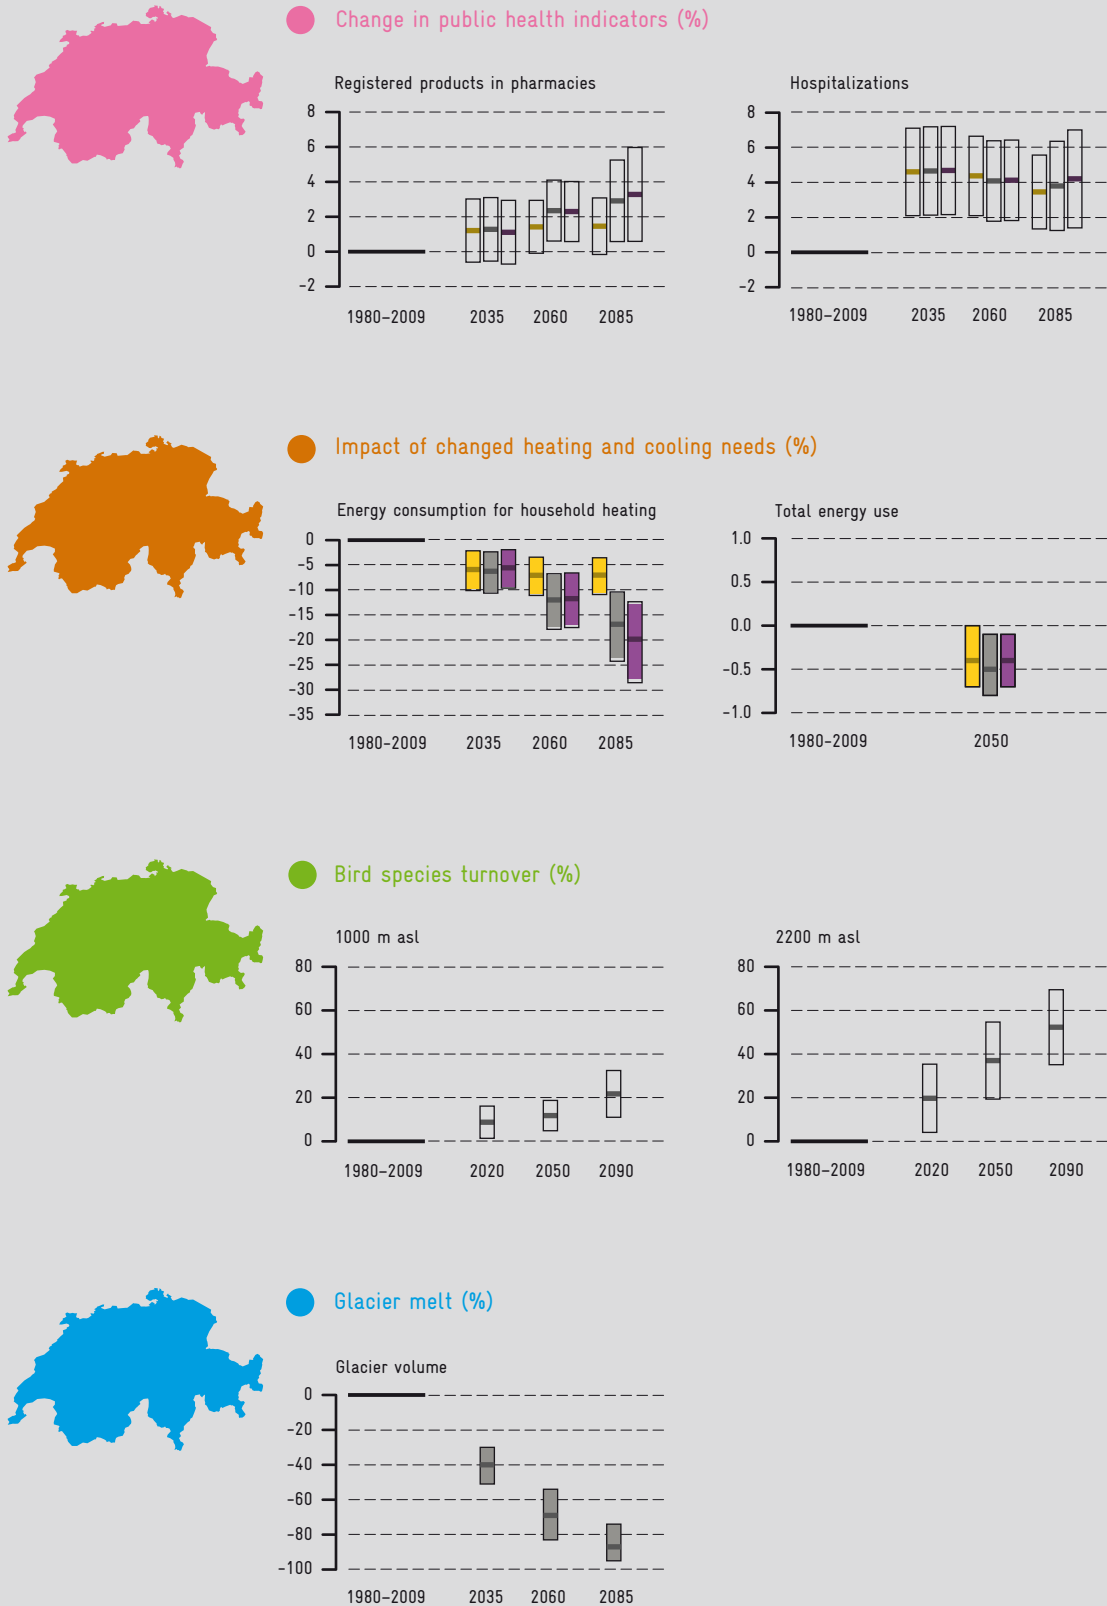 Change in public health indicators (%)
Registered products in pharmacies
8
6
4
2
0
-2
1980-2009 2035 2060 2085
Hospitalizations
8
6
4
2
0
-2
1980-2009 2035 2060 2085
Impact of changed heating and cooling needs (%)
Energy consumption for household heating
0
-5
-10
-15
-20
-25
-30
-35
1980-2009 2035 2060 2085
Total energy use
1.0
0.5
0.0
-0.5
-1.0
1980-2009 2050
Bird species turnover (%)
1000 m asl
80
60
40
20
0
1980-2009 2020 2050 2090
2200 m asl
80
60
40
20
0
1980-2009 2020 2050 2090
Glacier melt (%)
Glacier volume
0
-20
-40
-60
-80
-100
1980-2009 2035 2060 2085